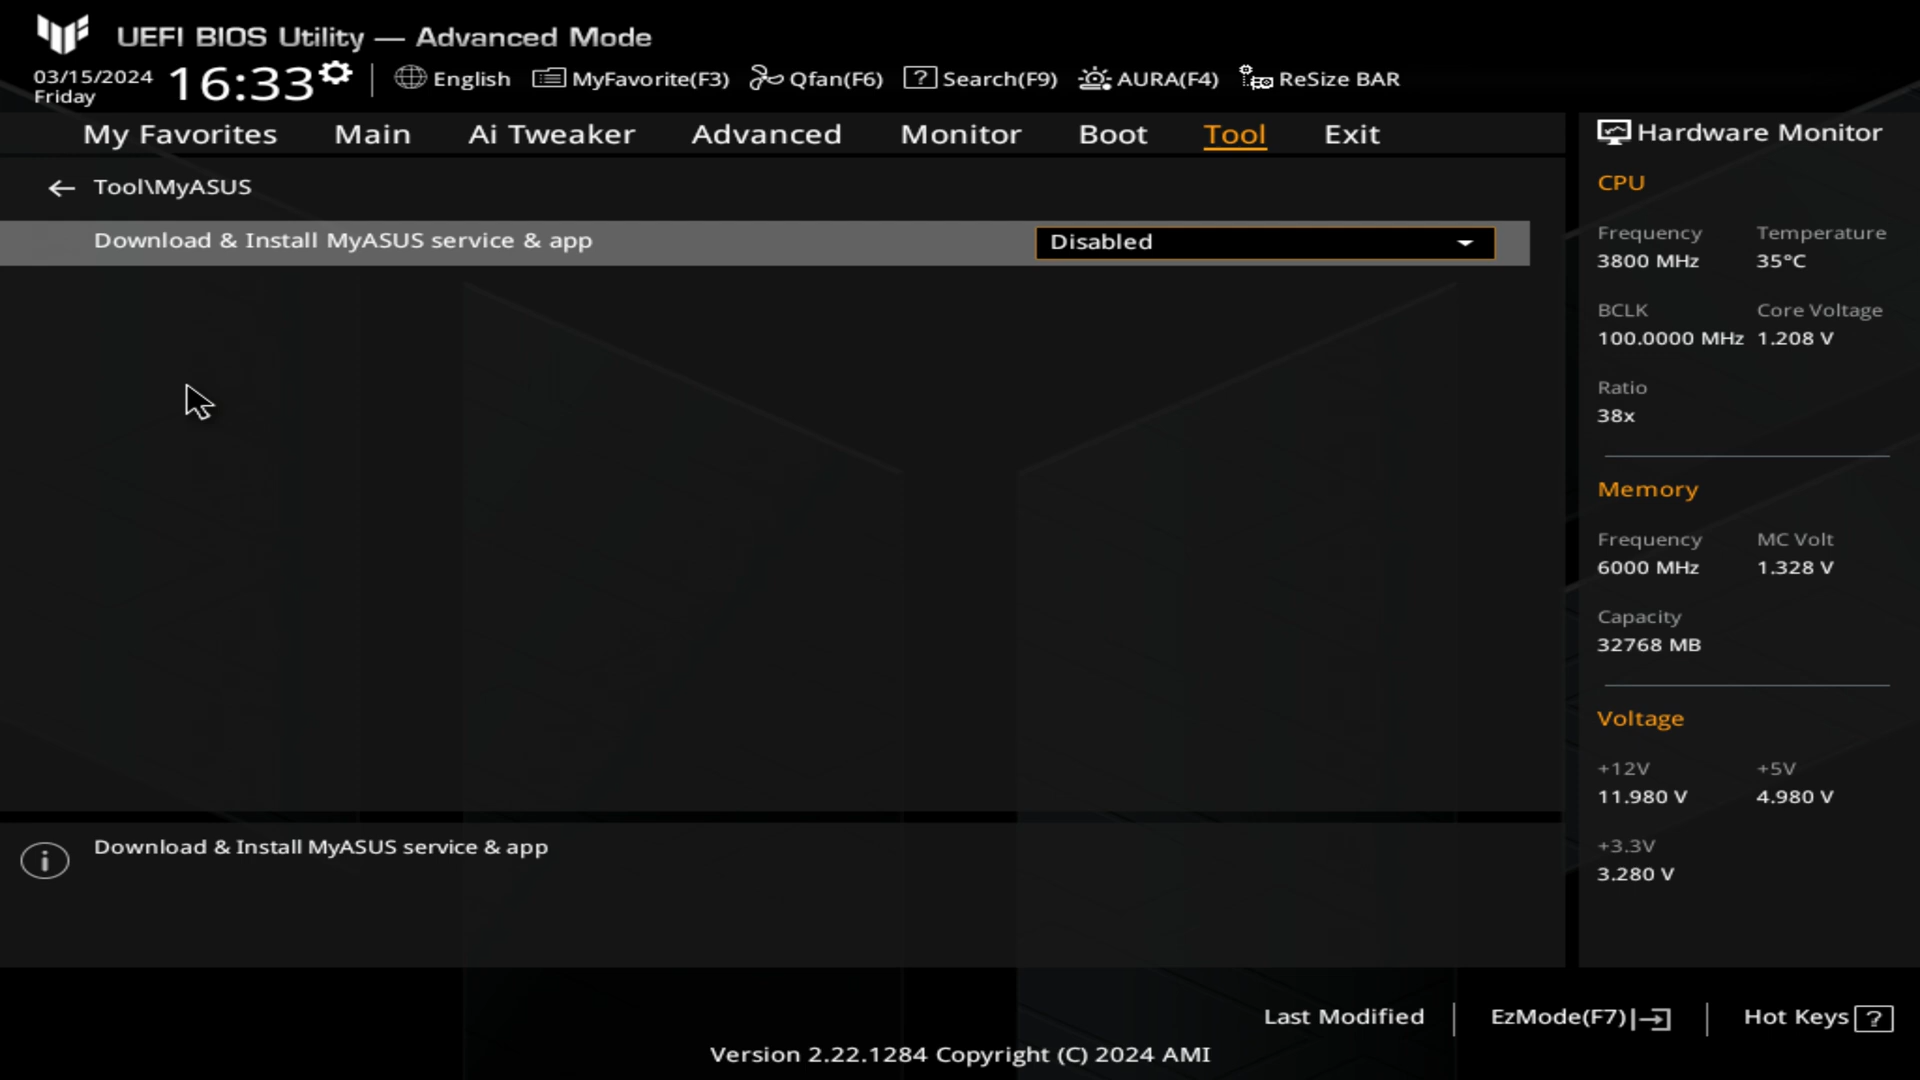 UEFI BIOS Utility — Advanced Mode
03/15/2024
Friday
16:33
English
MyFavorite(F3)
Qfan(F6)
? Search(F9)
AURA(F4)
ReSize BAR
My Favorites
Main
Ai Tweaker
Advanced
Monitor
Boot
Tool
Exit
Tool\MyASUS
Download & Install MyASUS service & app
Disabled
i
Download & Install MyASUS service & app
Hardware Monitor
CPU
Frequency Temperature
3800 MHz 35°C
BCLK Core Voltage
100.0000 MHz 1.208 V
Ratio
38x
Memory
Frequency MC Volt
6000 MHz 1.328 V
Capacity
32768 MB
Voltage
+12V +5V
11.980 V 4.980 V
+3.3V
3.280 V
Last Modified
EzMode(F7)
Hot Keys ?
Version 2.22.1284 Copyright (C) 2024 AMI